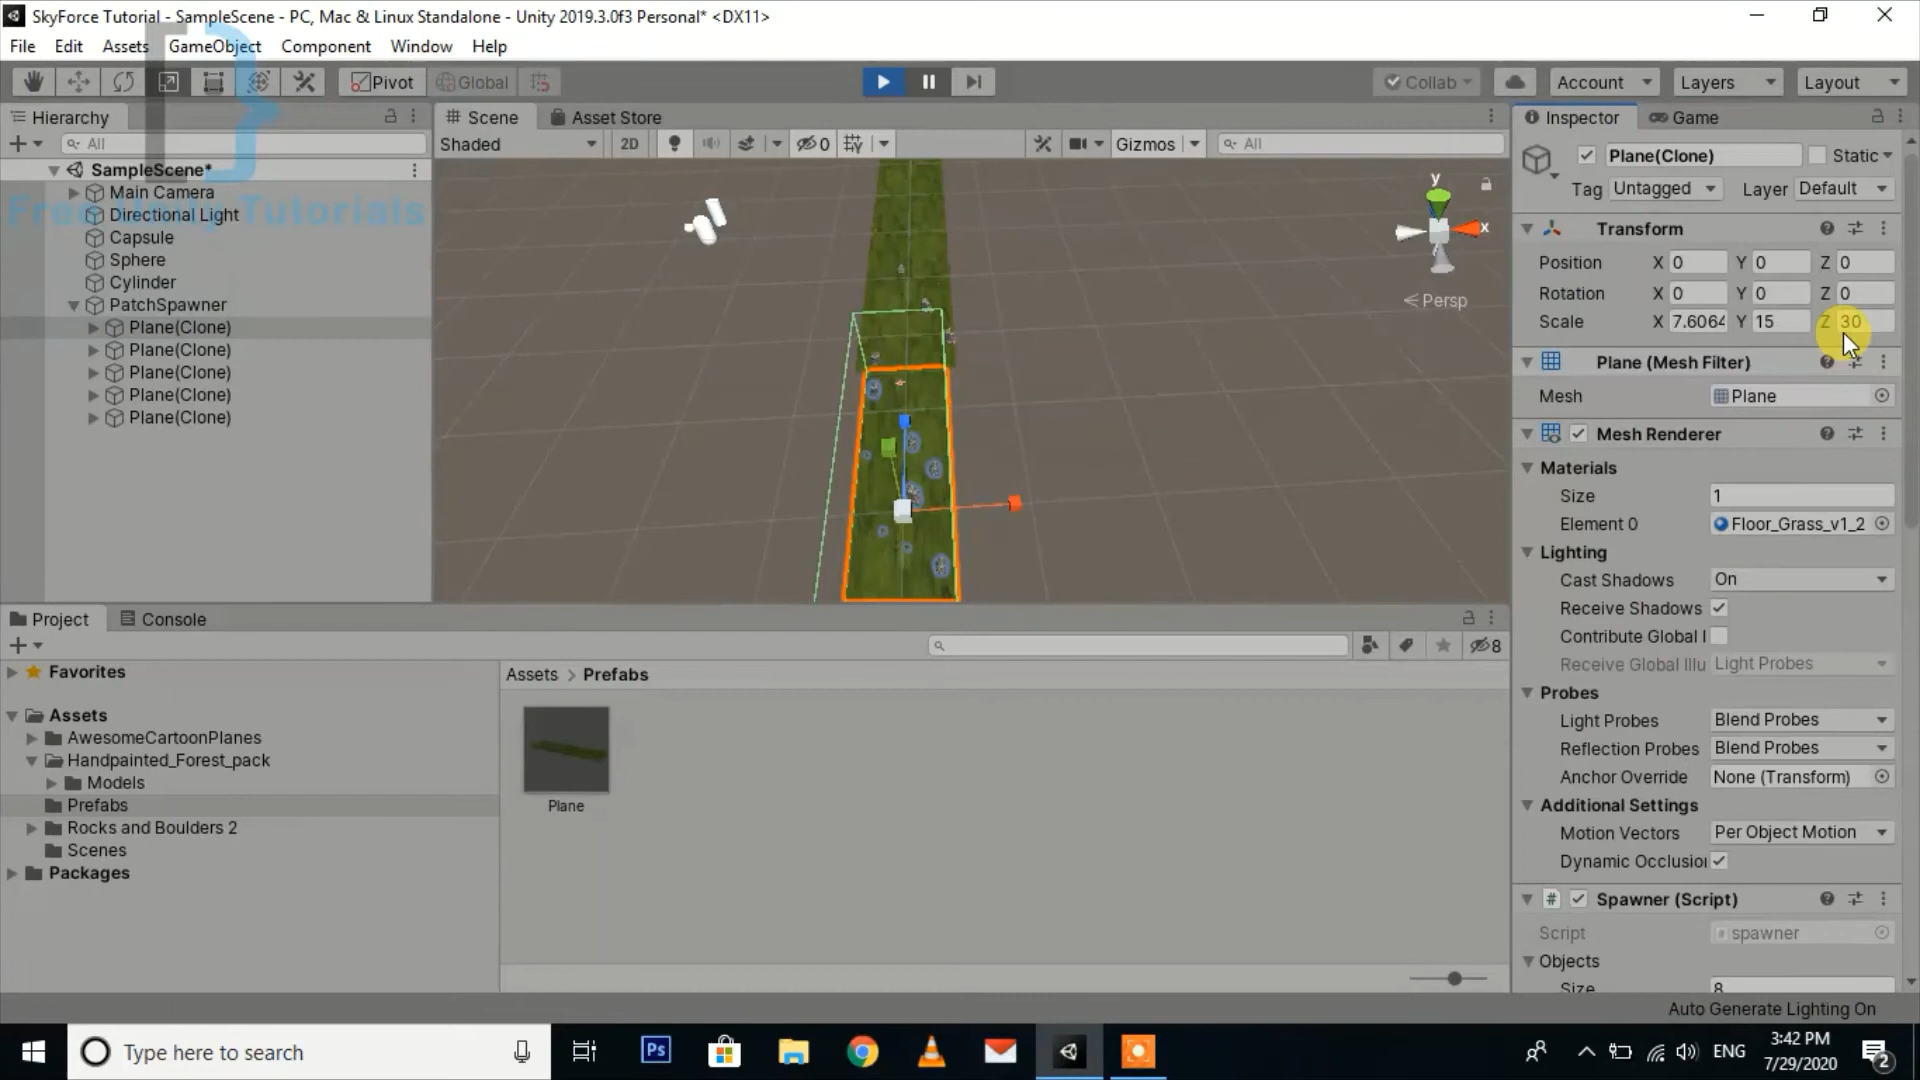 SkyForce Tutorial - SampleScene - PC, Mac & Linux Standalone - Unity 2019.3.0f3 Personal* <DX11>
File Edit Assets GameObject Component Window Help
Pivot Global Collab Account Layers Layout
Hierarchy
All
SampleScene*
Main Camera
Directional Light
Free Unity Tutorials
Capsule
Sphere
Cylinder
PatchSpawner
Plane(Clone)
Plane(Clone)
Plane(Clone)
Plane(Clone)
Plane(Clone)
Scene Asset Store
Shaded 2D 0 Gizmos All
y
x
Persp
Inspector Game
Plane(Clone) Static
Tag Untagged Layer Default
Transform
Position X 0 Y 0 Z 0
Rotation X 0 Y 0 Z 0
Scale X 7.6064 Y 15 Z 30
Plane (Mesh Filter)
Mesh Plane
Mesh Renderer
Materials
Size 1
Element 0 Floor_Grass_v1_2
Lighting
Cast Shadows On
Receive Shadows
Contribute Global I
Receive Global Illu Light Probes
Probes
Light Probes Blend Probes
Reflection Probes Blend Probes
Anchor Override None (Transform)
Additional Settings
Motion Vectors Per Object Motion
Dynamic Occlusion
Spawner (Script)
Script spawner
Objects
Size 8
Project Console
8
Favorites
Assets
AwesomeCartoonPlanes
Handpainted_Forest_pack
Models
Prefabs
Rocks and Boulders 2
Scenes
Packages
Assets > Prefabs
Plane
Auto Generate Lighting On
Type here to search
Ps
ENG
3:42 PM
7/29/2020
2